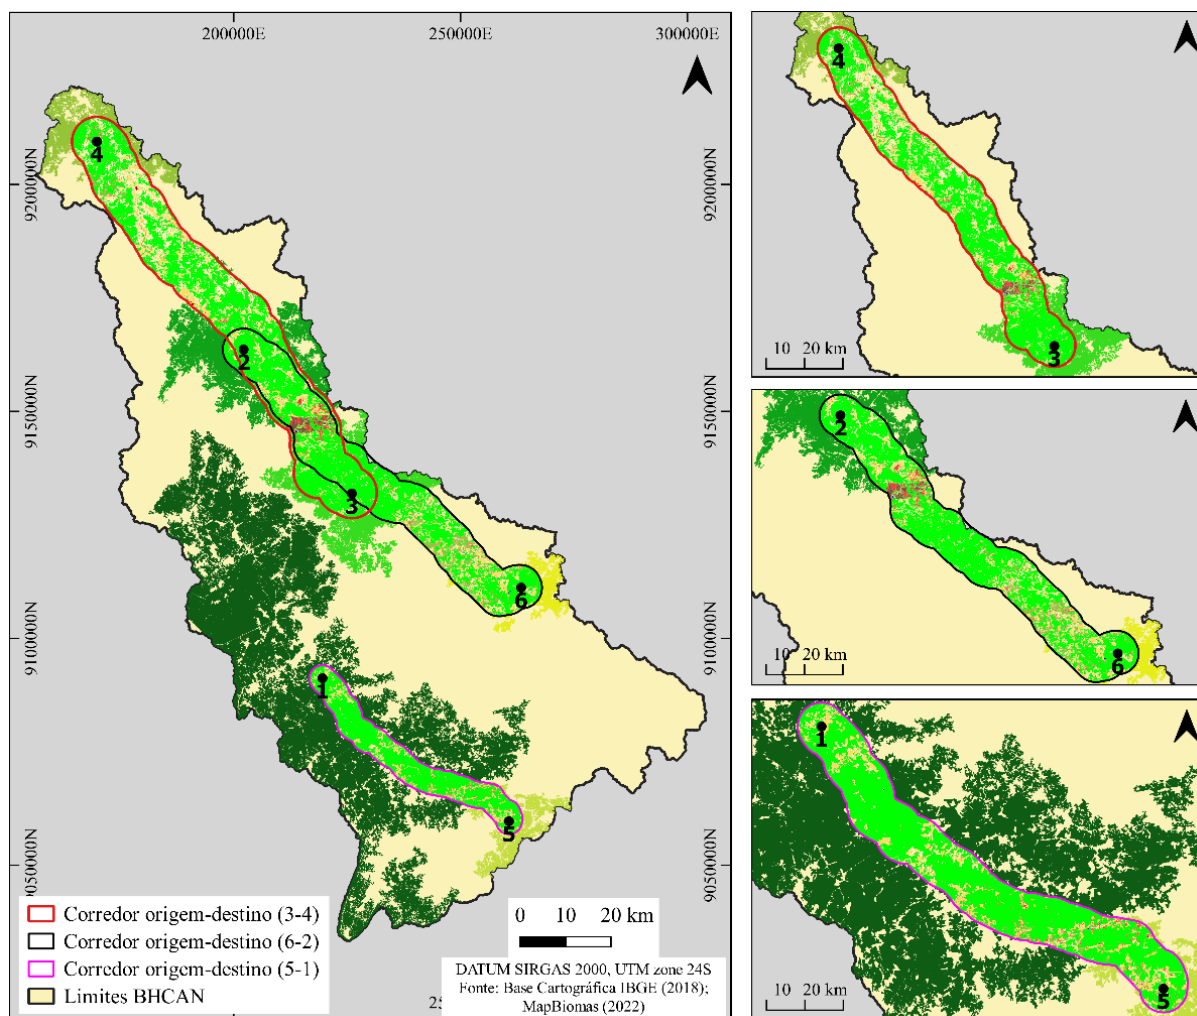 200000E 250000E 300000E
9200000N
9150000N
9100000N
9050000N
4
2
3
6
1
5
Corredor origem-destino (3-4)
Corredor origem-destino (6-2)
Corredor origem-destino (5-1)
Limites BHCAN
0 10 20 km
DATUM SIRGAS 2000, UTM zone 24S
Fonte: Base Cartográfica IBGE (2018);
MapBiomas (2022)
4
3
10 20 km
2
6
10 20 km
1
5
10 20 km